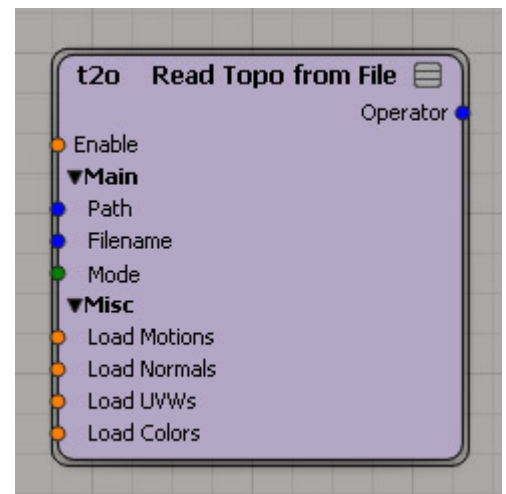 t2o Read Topo from File
Operator
Enable
▼Main
Path
Filename
Mode
▼Misc
Load Motions
Load Normals
Load UVWs
Load Colors